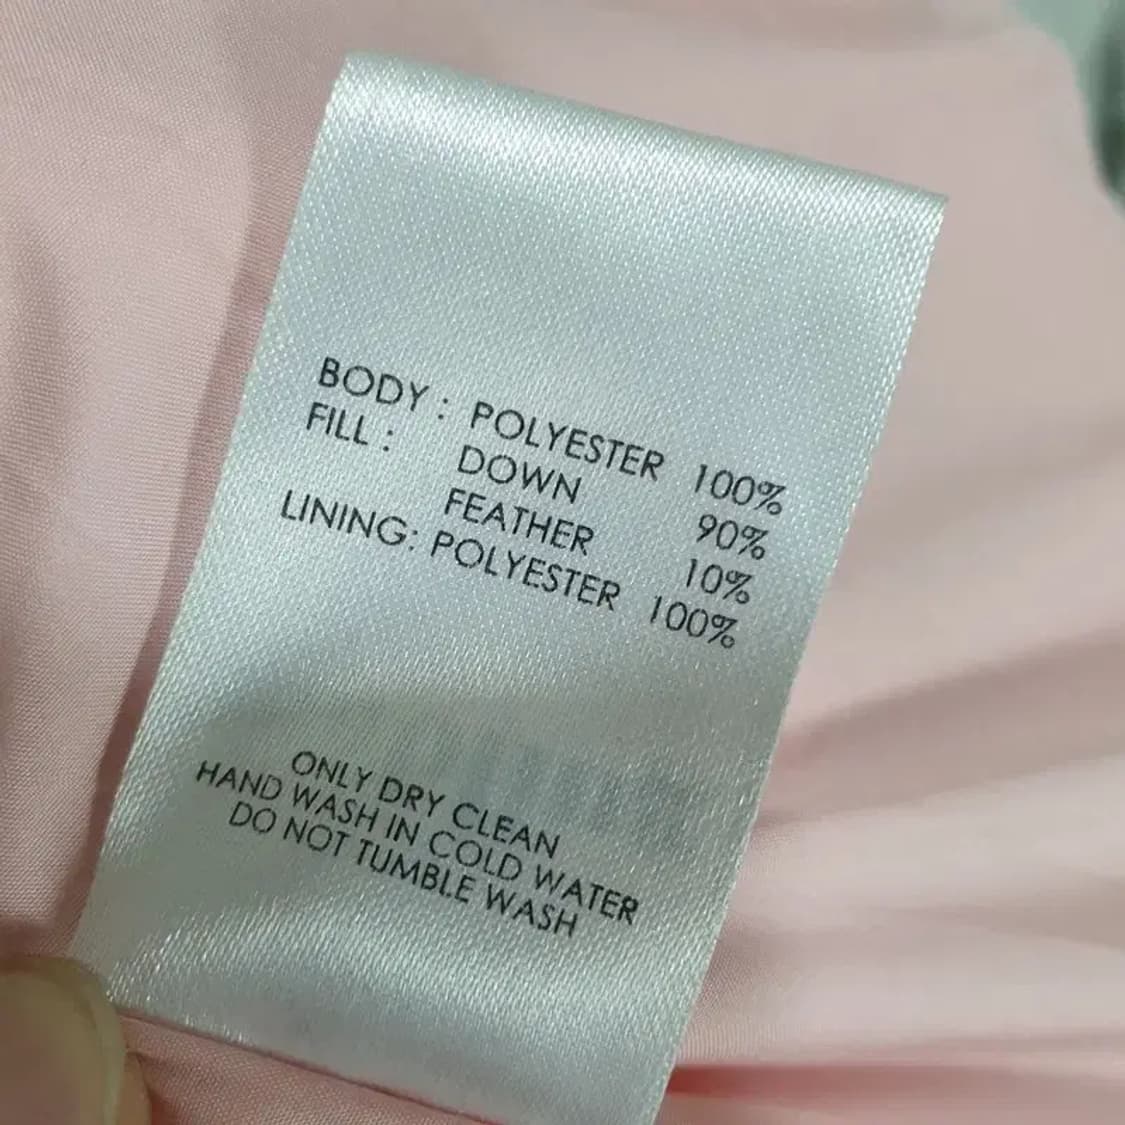 BODY : POLYESTER 100%
FILL : DOWN 90%
FEATHER 10%
LINING: POLYESTER 100%
ONLY DRY CLEAN
HAND WASH IN COLD WATER
DO NOT TUMBLE WASH